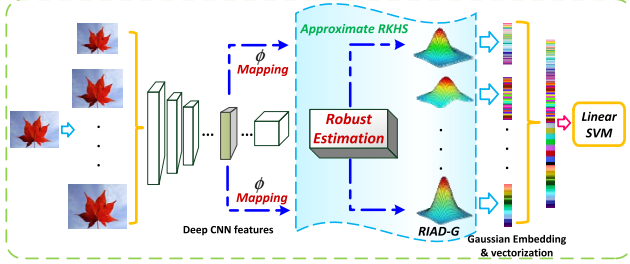 Approximate RKHS
ϕ
Mapping
Robust
Estimation
Linear
SVM
ϕ
Mapping
Deep CNN features
RIAD-G
Gaussian Embedding
& vectorization